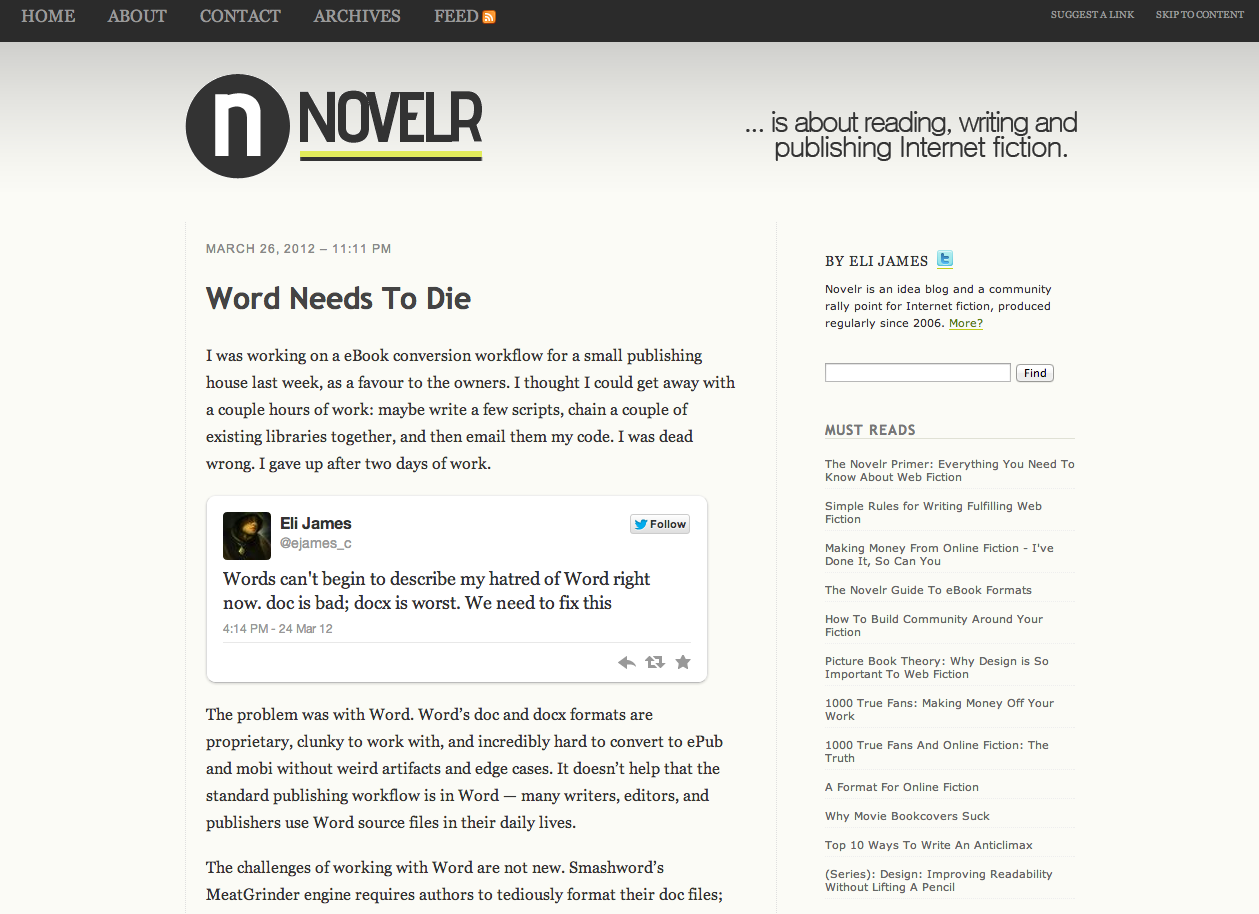 HOME ABOUT CONTACT ARCHIVES FEED SUGGEST A LINK SKIP TO CONTENT
n NOVELR
... is about reading, writing and
publishing Internet fiction.
MARCH 26, 2012 – 11:11 PM
Word Needs To Die
I was working on a eBook conversion workflow for a small publishing
house last week, as a favour to the owners. I thought I could get away with
a couple hours of work: maybe write a few scripts, chain a couple of
existing libraries together, and then email them my code. I was dead
wrong. I gave up after two days of work.
Eli James
@ejames_c
Follow
Words can't begin to describe my hatred of Word right
now. doc is bad; docx is worst. We need to fix this
4:14 PM - 24 Mar 12
The problem was with Word. Word’s doc and docx formats are
proprietary, clunky to work with, and incredibly hard to convert to ePub
and mobi without weird artifacts and edge cases. It doesn’t help that the
standard publishing workflow is in Word — many writers, editors, and
publishers use Word source files in their daily lives.
The challenges of working with Word are not new. Smashword’s
MeatGrinder engine requires authors to tediously format their doc files;
BY ELI JAMES
Novelr is an idea blog and a community
rally point for Internet fiction, produced
regularly since 2006. More?
Find
MUST READS
The Novelr Primer: Everything You Need To
Know About Web Fiction
Simple Rules for Writing Fulfilling Web
Fiction
Making Money From Online Fiction - I've
Done It, So Can You
The Novelr Guide To eBook Formats
How To Build Community Around Your
Fiction
Picture Book Theory: Why Design is So
Important To Web Fiction
1000 True Fans: Making Money Off Your
Work
1000 True Fans And Online Fiction: The
Truth
A Format For Online Fiction
Why Movie Bookcovers Suck
Top 10 Ways To Write An Anticlimax
(Series): Design: Improving Readability
Without Lifting A Pencil